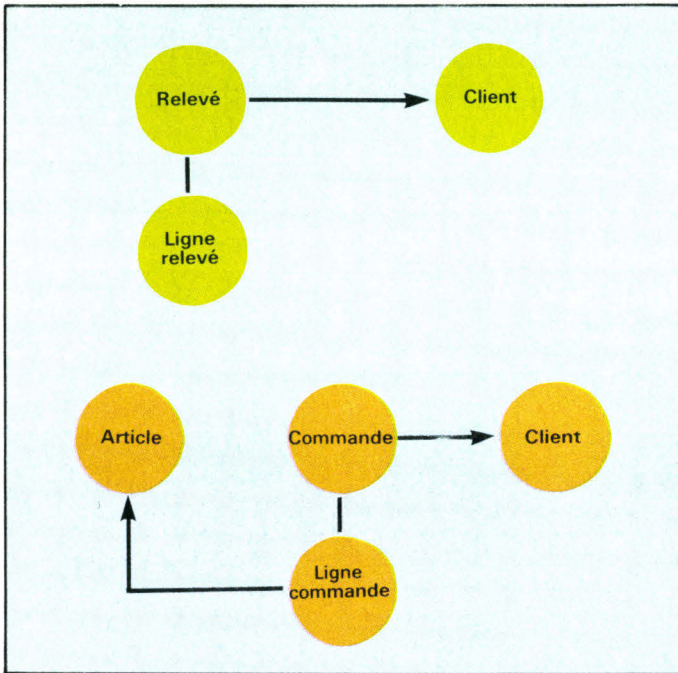 Relevé
Client
Ligne
relevé
Article
Commande
Client
Ligne
commande